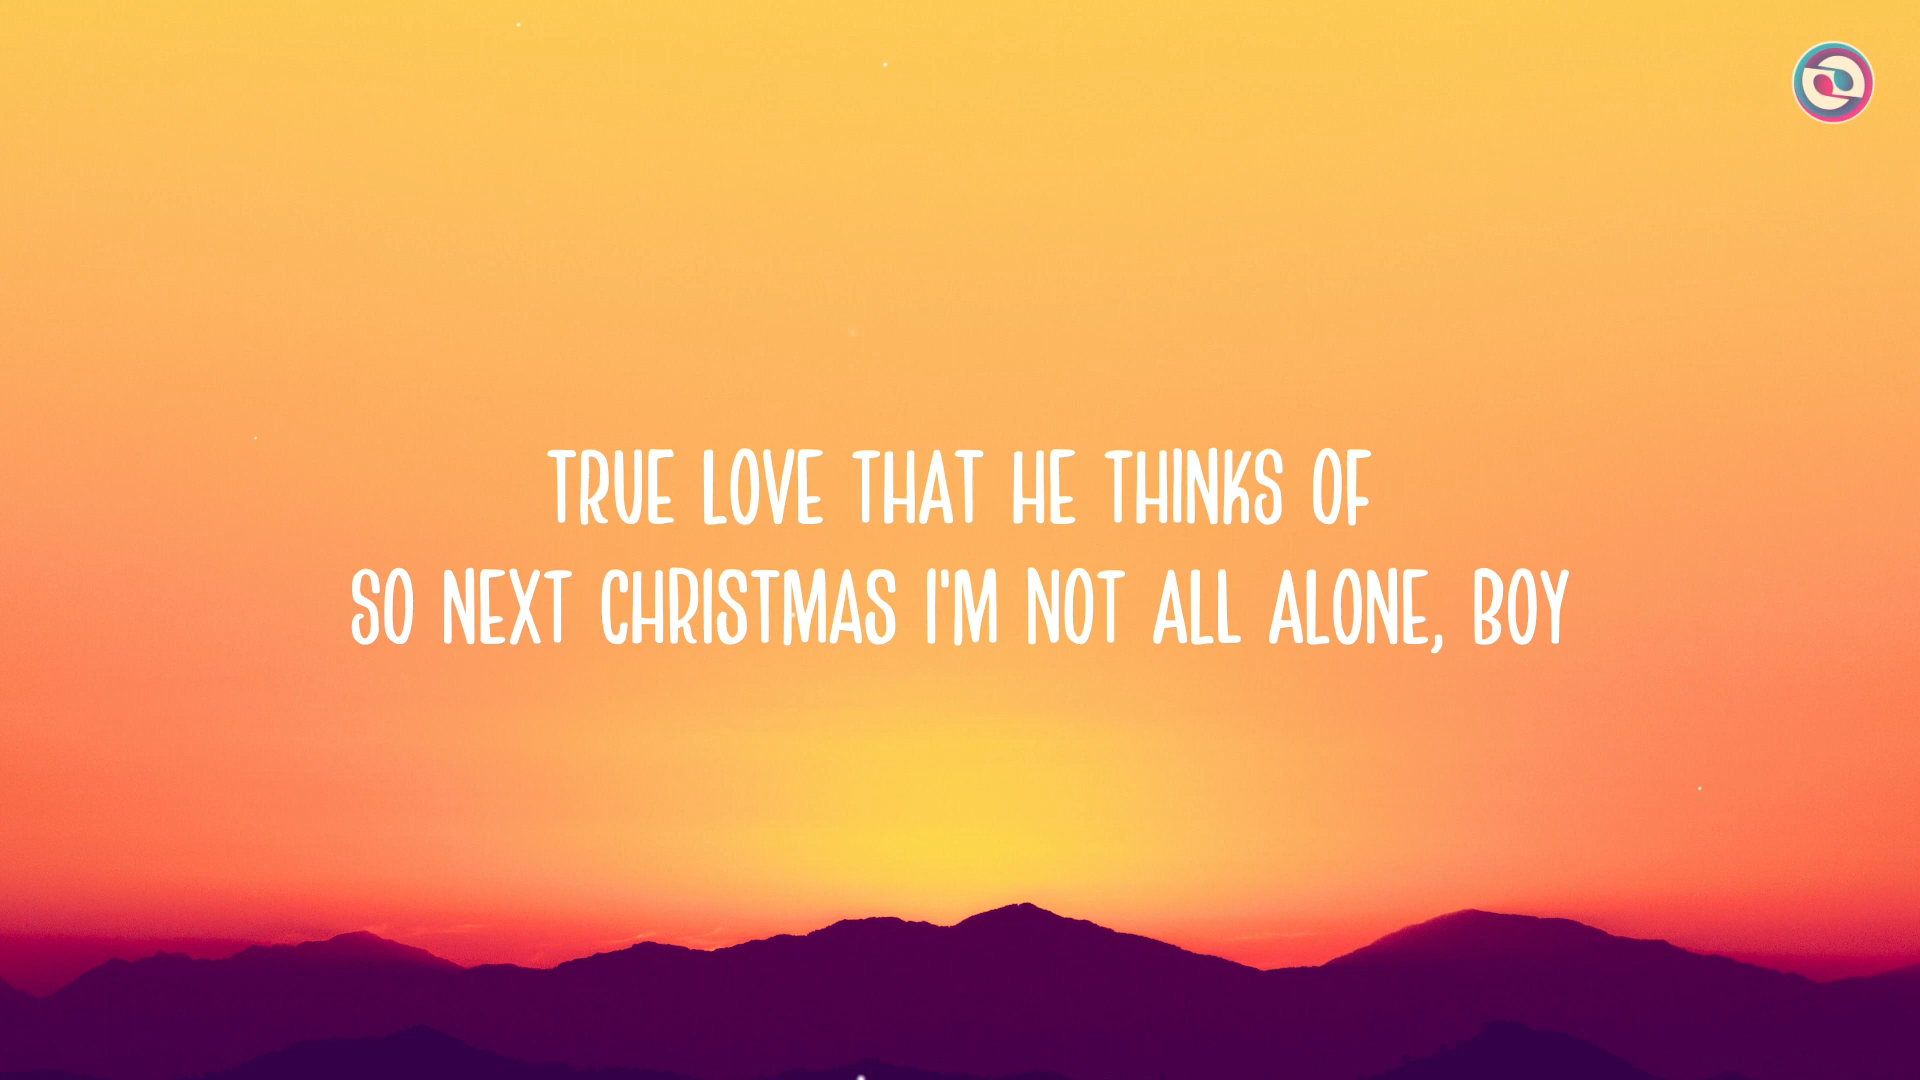 TRUE LOVE THAT HE THINKS OF
SO NEXT CHRISTMAS I'M NOT ALL ALONE, BOY